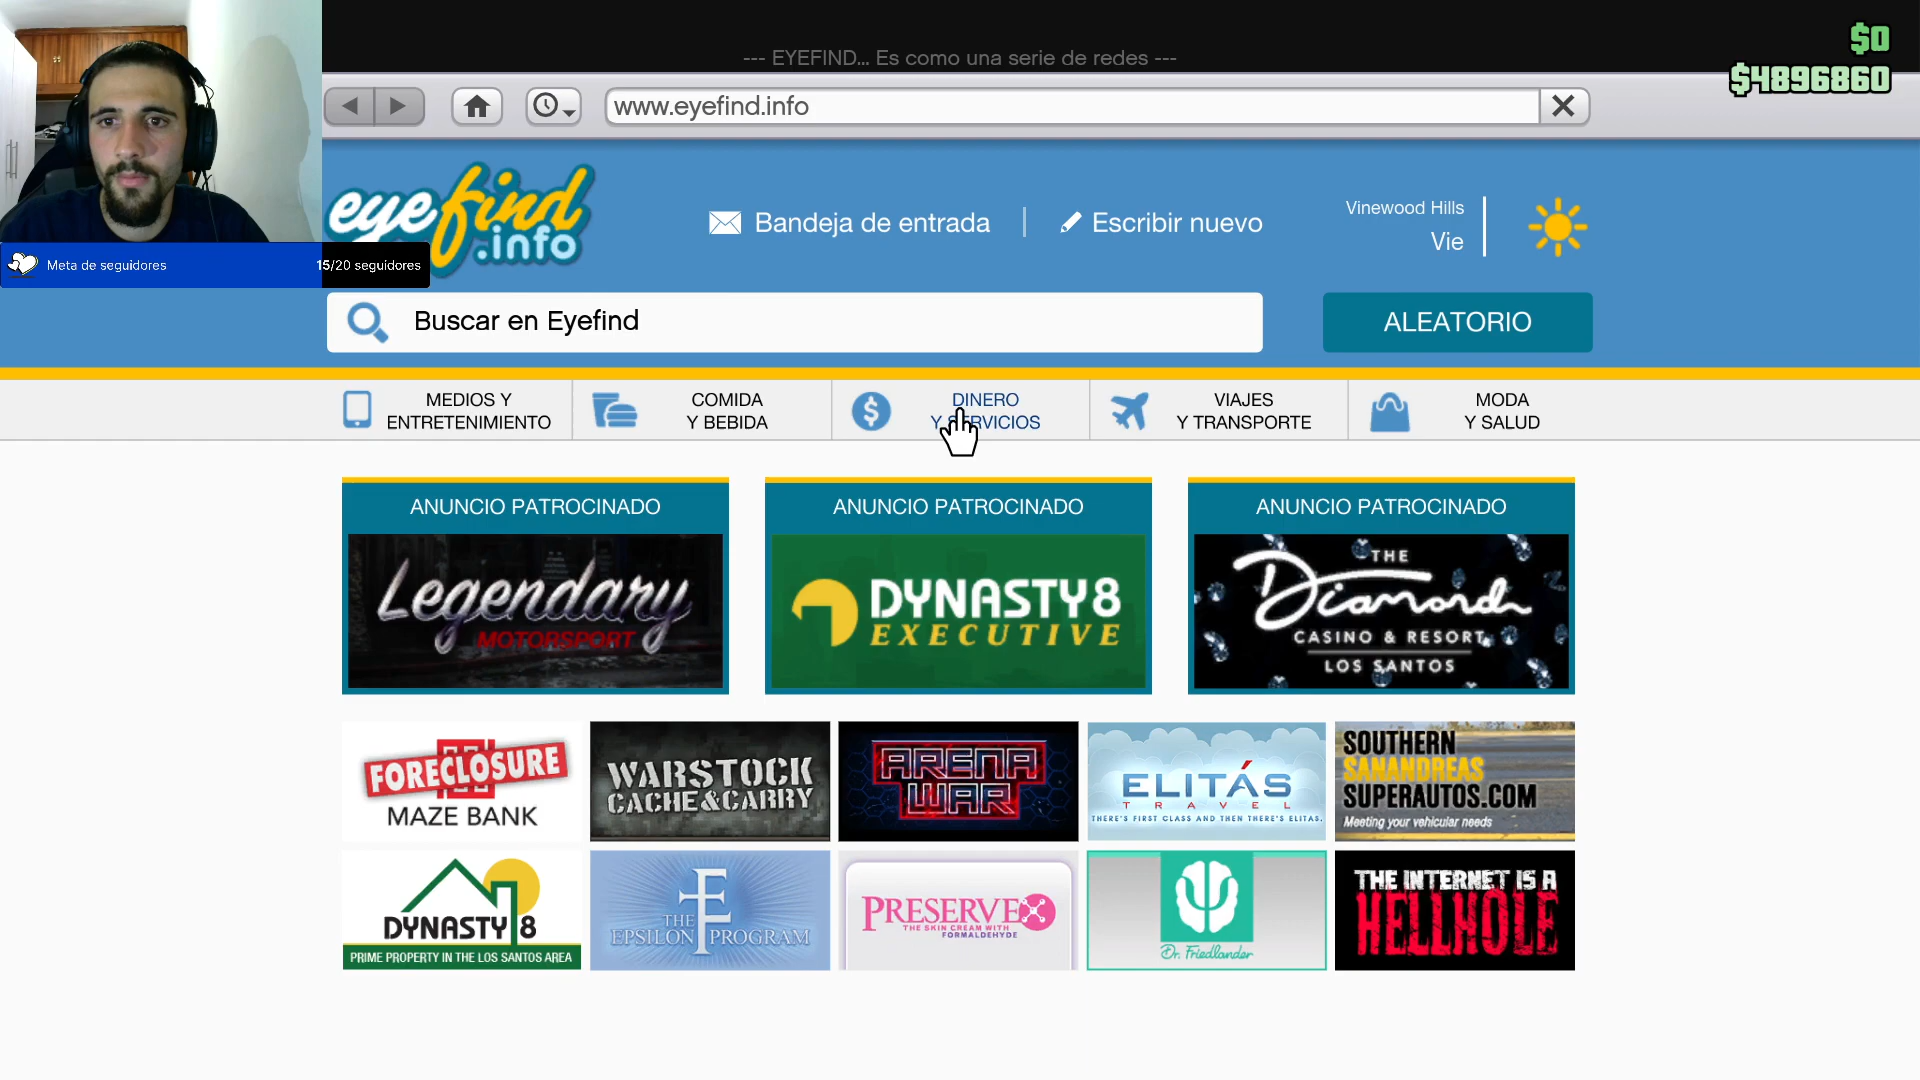 --- EYEFIND... Es como una serie de redes ---
$0
$4896860
www.eyefind.info
eyefind
.info
Bandeja de entrada
Escribir nuevo
Vinewood Hills
Vie
Meta de seguidores
15/20 seguidores
Buscar en Eyefind
ALEATORIO
MEDIOS Y
ENTRETENIMIENTO
COMIDA
Y BEBIDA
DINERO
Y SERVICIOS
VIAJES
Y TRANSPORTE
MODA
Y SALUD
ANUNCIO PATROCINADO
Legendary
MOTORSPORT
ANUNCIO PATROCINADO
DYNASTY 8
EXECUTIVE
ANUNCIO PATROCINADO
THE
Diamond
CASINO & RESORT
LOS SANTOS
FORECLOSURE
MAZE BANK
WARSTOCK
CACHE&CARRY
ARENA
WAR
ELITÁS
TRAVEL
THERE'S FIRST CLASS AND THEN THERE'S ELITAS.
SOUTHERN
SANANDREAS
SUPERAUTOS.COM
Meeting your vehicular needs
DYNASTY 8
PRIME PROPERTY IN THE LOS SANTOS AREA
THE
EPSILON PROGRAM
PRESERVEX
THE SKIN CREAM WITH
FORMALDEHYDE
Dr. Friedlander
THE INTERNET IS A
HELLHOLE